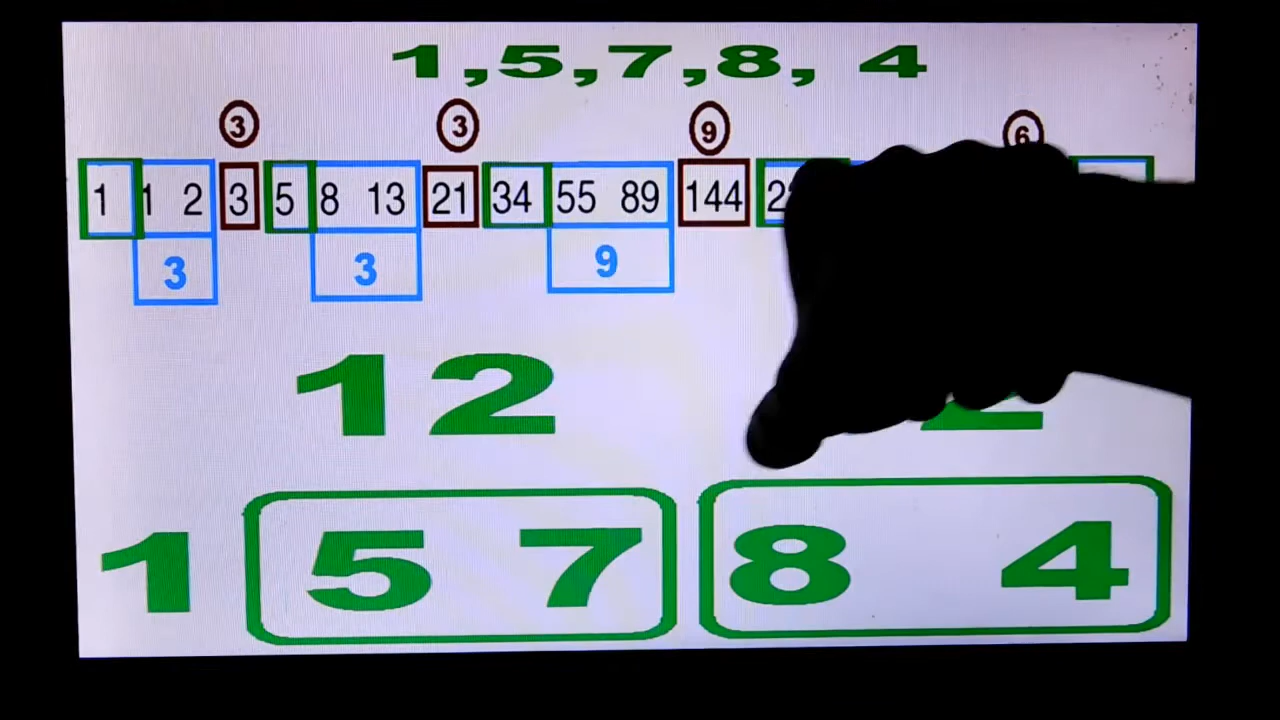 1,5,7,8, 4
3 3 9 6
1 1 2 3 5 8 13 21 34 55 89 144
3 3 9
12
1 5 7 8 4